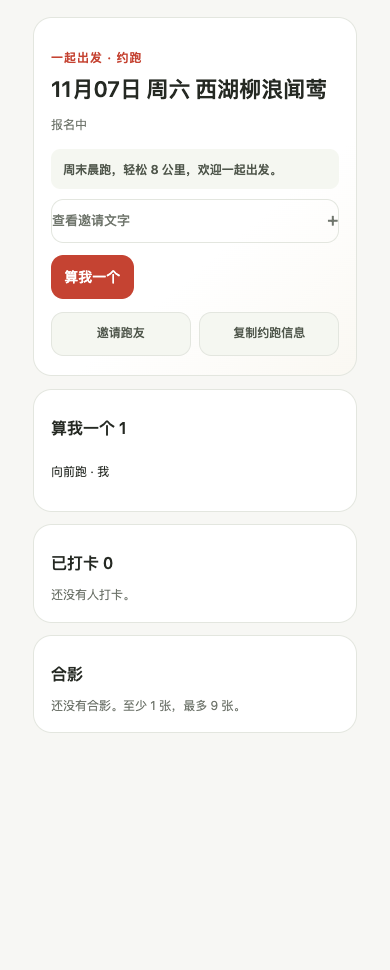 一起出发 · 约跑
11月07日 周六 西湖柳浪闻莺
报名中
周末晨跑，轻松 8 公里，欢迎一起出发。
查看邀请文字 +
算我一个
邀请跑友 复制约跑信息
算我一个 1
向前跑 · 我
已打卡 0
还没有人打卡。
合影
还没有合影。至少 1 张，最多 9 张。